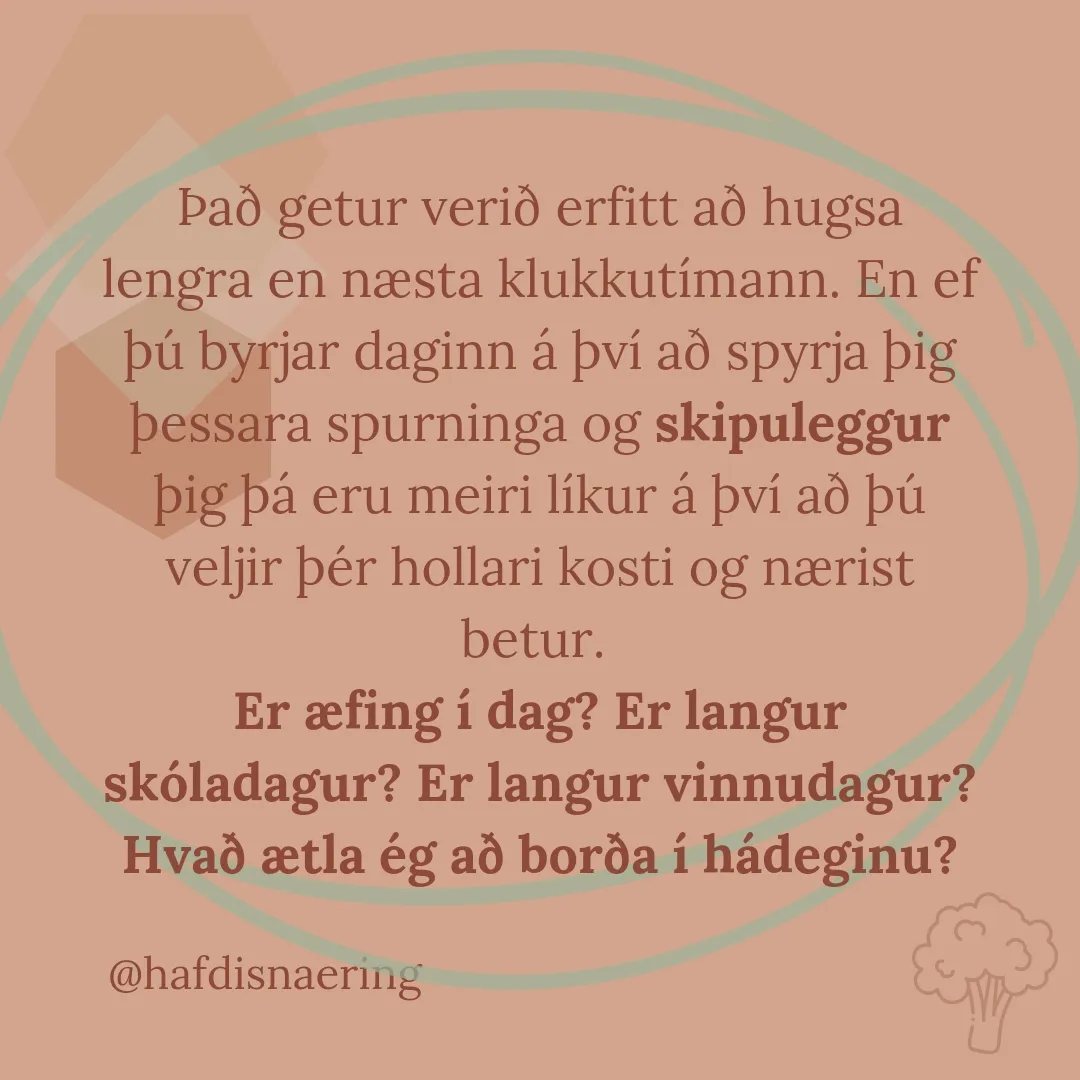 Það getur verið erfitt að hugsa
lengra en næsta klukkutímann. En ef
þú byrjar daginn á því að spyrja þig
þessara spurninga og skipuleggur
þig þá eru meiri líkur á því að þú
veljir þér hollari kosti og nærist
betur.
Er æfing í dag? Er langur
skóladagur? Er langur vinnudagur?
Hvað ætla ég að borða í hádeginu?
@hafdisnaering